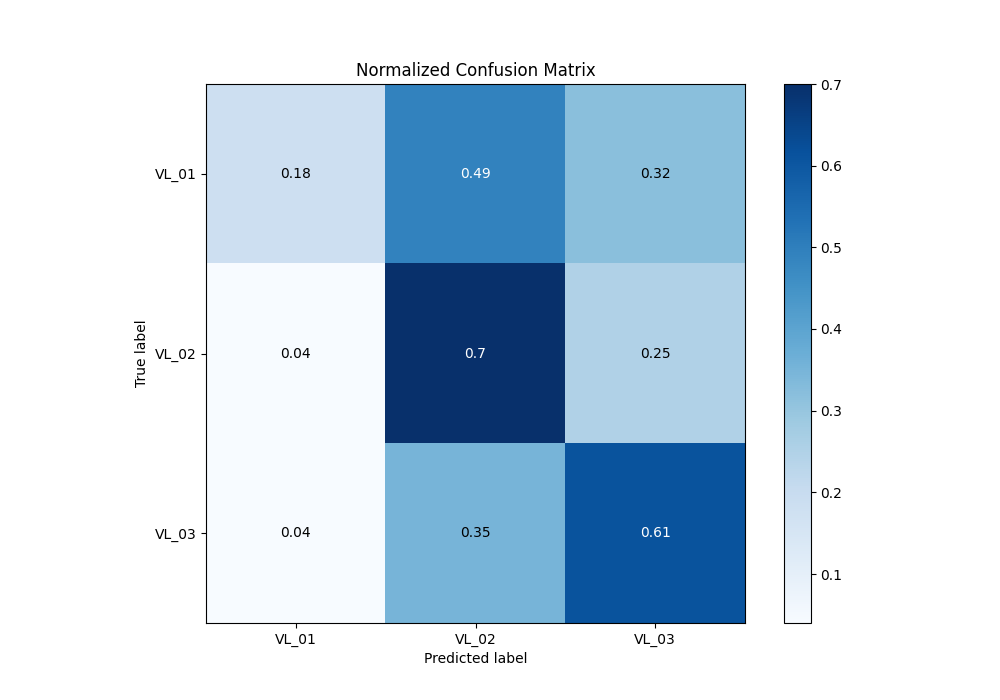 Normalized Confusion Matrix
True label
VL_01
0.18
0.49
0.32
VL_02
0.04
0.7
0.25
VL_03
0.04
0.35
0.61
VL_01
VL_02
VL_03
Predicted label
0.7
0.6
0.5
0.4
0.3
0.2
0.1